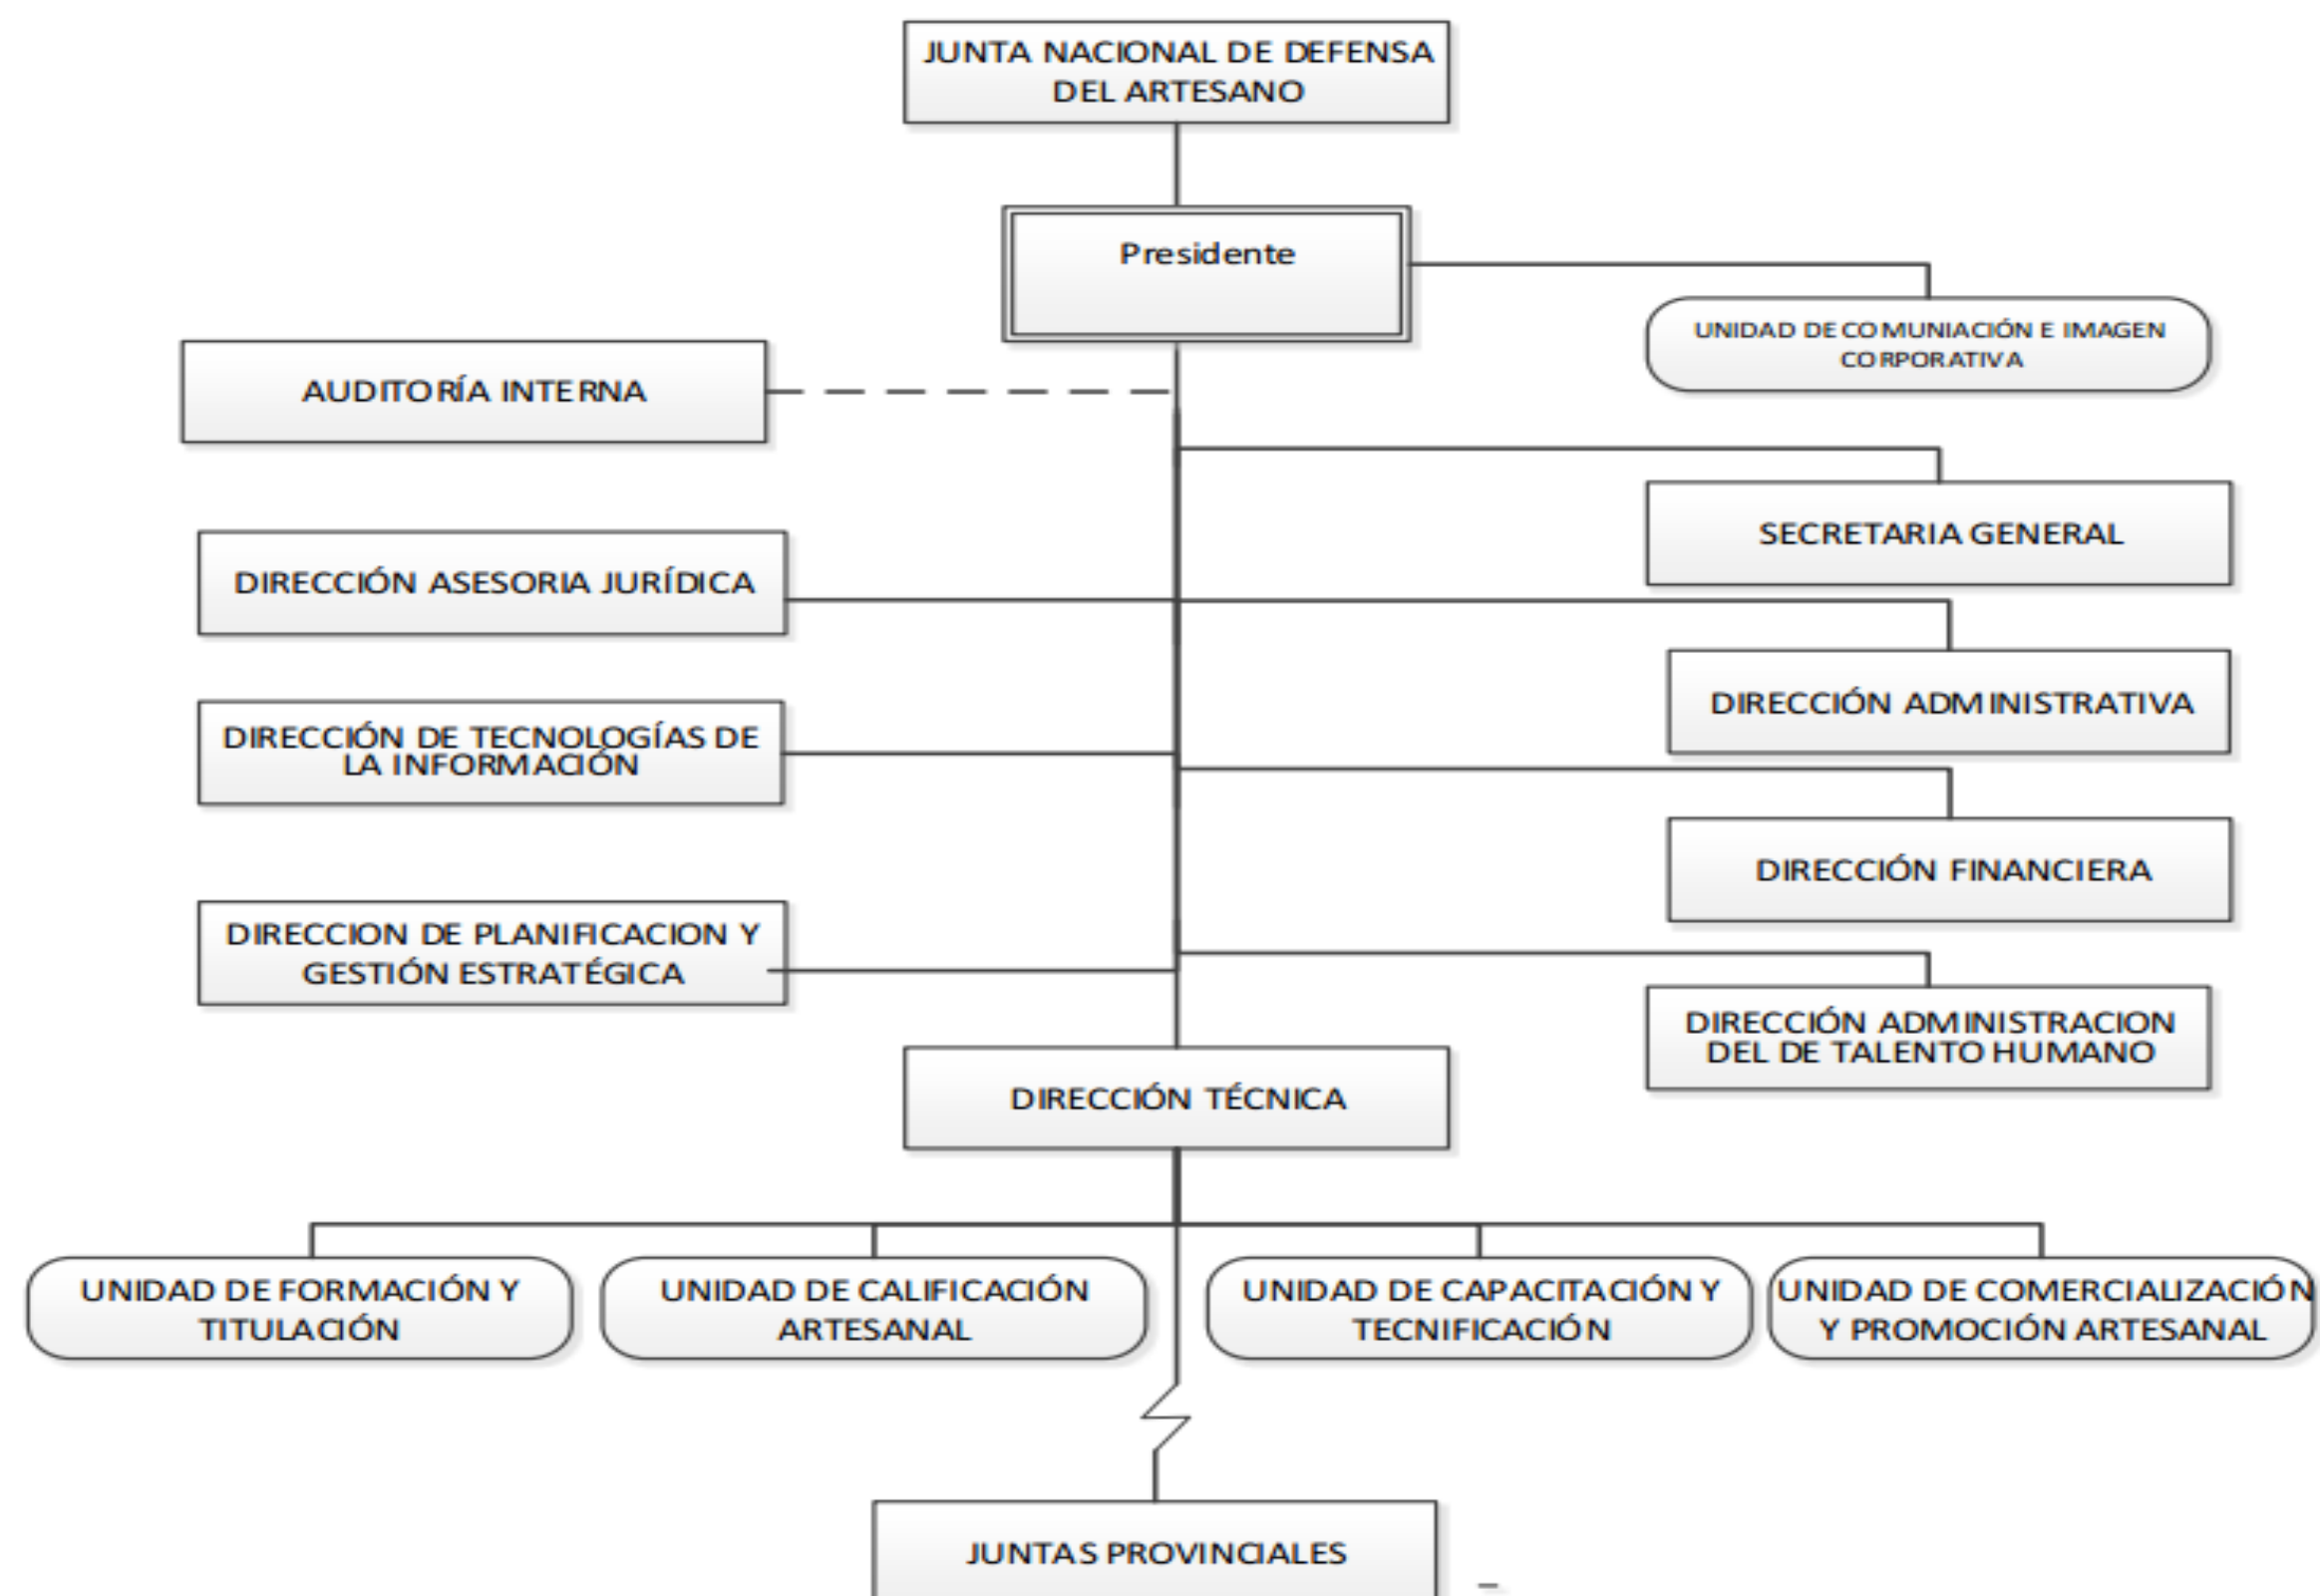 JUNTA NACIONAL DE DEFENSA
DEL ARTESANO
Presidente
UNIDAD DE COMUNIACIÓN E IMAGEN
CORPORATIVA
AUDITORÍA INTERNA
SECRETARIA GENERAL
DIRECCIÓN ASESORIA JURÍDICA
DIRECCIÓN ADMINISTRATIVA
DIRECCIÓN DE TECNOLOGÍAS DE
LA INFORMACIÓN
DIRECCIÓN FINANCIERA
DIRECCION DE PLANIFICACION Y
GESTIÓN ESTRATÉGICA
DIRECCIÓN ADMINISTRACION
DEL DE TALENTO HUMANO
DIRECCIÓN TÉCNICA
UNIDAD DE FORMACIÓN Y
TITULACIÓN
UNIDAD DE CALIFICACIÓN
ARTESANAL
UNIDAD DE CAPACITACIÓN Y
TECNIFICACIÓN
UNIDAD DE COMERCIALIZACIÓN
Y PROMOCIÓN ARTESANAL
JUNTAS PROVINCIALES